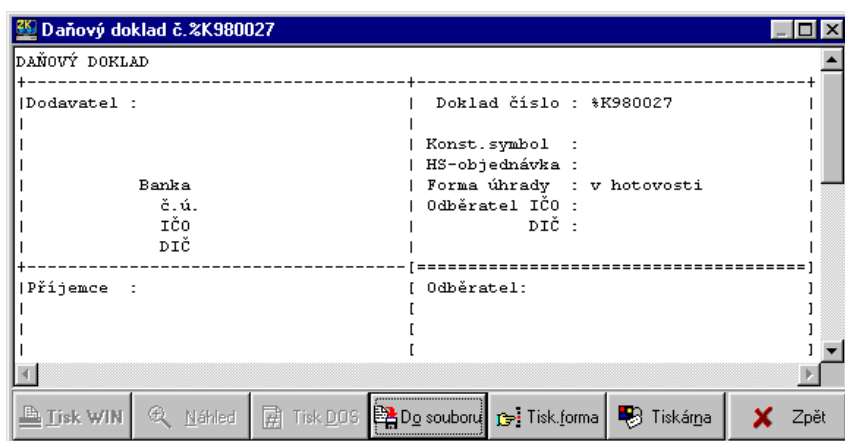 Daňový doklad č.%K980027
DAŇOVÝ DOKLAD
Dodavatel : Doklad číslo : %K980027
Konst.symbol :
HS-objednávka :
Banka Forma úhrady : v hotovosti
č.ú. Odběratel IČO :
IČO DIČ :
DIČ
Příjemce : Odběratel:
Tisk WIN Náhled Tisk DOS Do souboru Tisk.forma Tiskárna Zpět